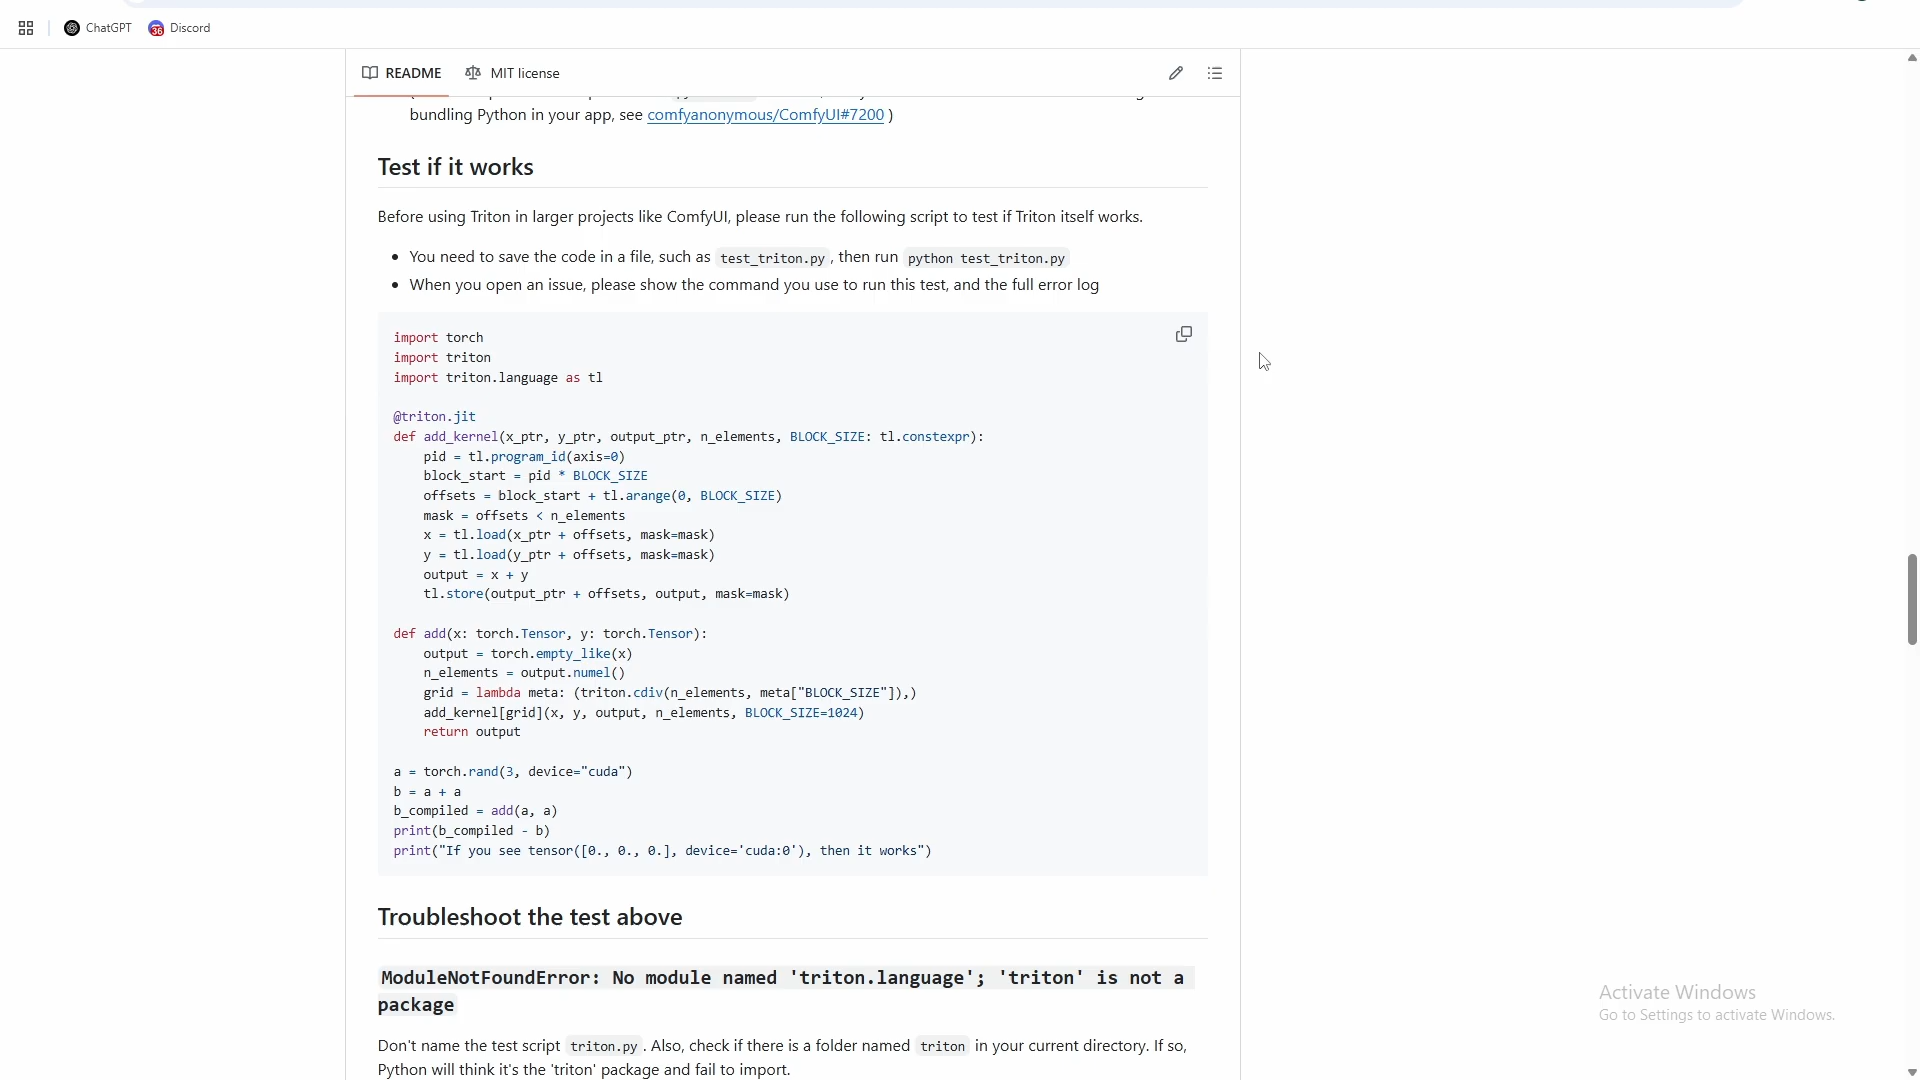 ChatGPT
36
Discord
README
MIT license
bundling Python in your app, see comfyanonymous/ComfyUI#7200 )
Test if it works
Before using Triton in larger projects like ComfyUI, please run the following script to test if Triton itself works.
• You need to save the code in a file, such as test_triton.py , then run python test_triton.py
• When you open an issue, please show the command you use to run this test, and the full error log
import torch
import triton
import triton.language as tl
@triton.jit
def add_kernel(x_ptr, y_ptr, output_ptr, n_elements, BLOCK_SIZE: tl.constexpr):
    pid = tl.program_id(axis=0)
    block_start = pid * BLOCK_SIZE
    offsets = block_start + tl.arange(0, BLOCK_SIZE)
    mask = offsets < n_elements
    x = tl.load(x_ptr + offsets, mask=mask)
    y = tl.load(y_ptr + offsets, mask=mask)
    output = x + y
    tl.store(output_ptr + offsets, output, mask=mask)
def add(x: torch.Tensor, y: torch.Tensor):
    output = torch.empty_like(x)
    n_elements = output.numel()
    grid = lambda meta: (triton.cdiv(n_elements, meta["BLOCK_SIZE"]),)
    add_kernel[grid](x, y, output, n_elements, BLOCK_SIZE=1024)
    return output
a = torch.rand(3, device="cuda")
b = a + a
b_compiled = add(a, a)
print(b_compiled - b)
print("If you see tensor([0., 0., 0.], device='cuda:0'), then it works")
Troubleshoot the test above
ModuleNotFoundError: No module named 'triton.language'; 'triton' is not a
package
Don't name the test script triton.py . Also, check if there is a folder named triton in your current directory. If so,
Python will think it's the 'triton' package and fail to import.
Activate Windows
Go to Settings to activate Windows.